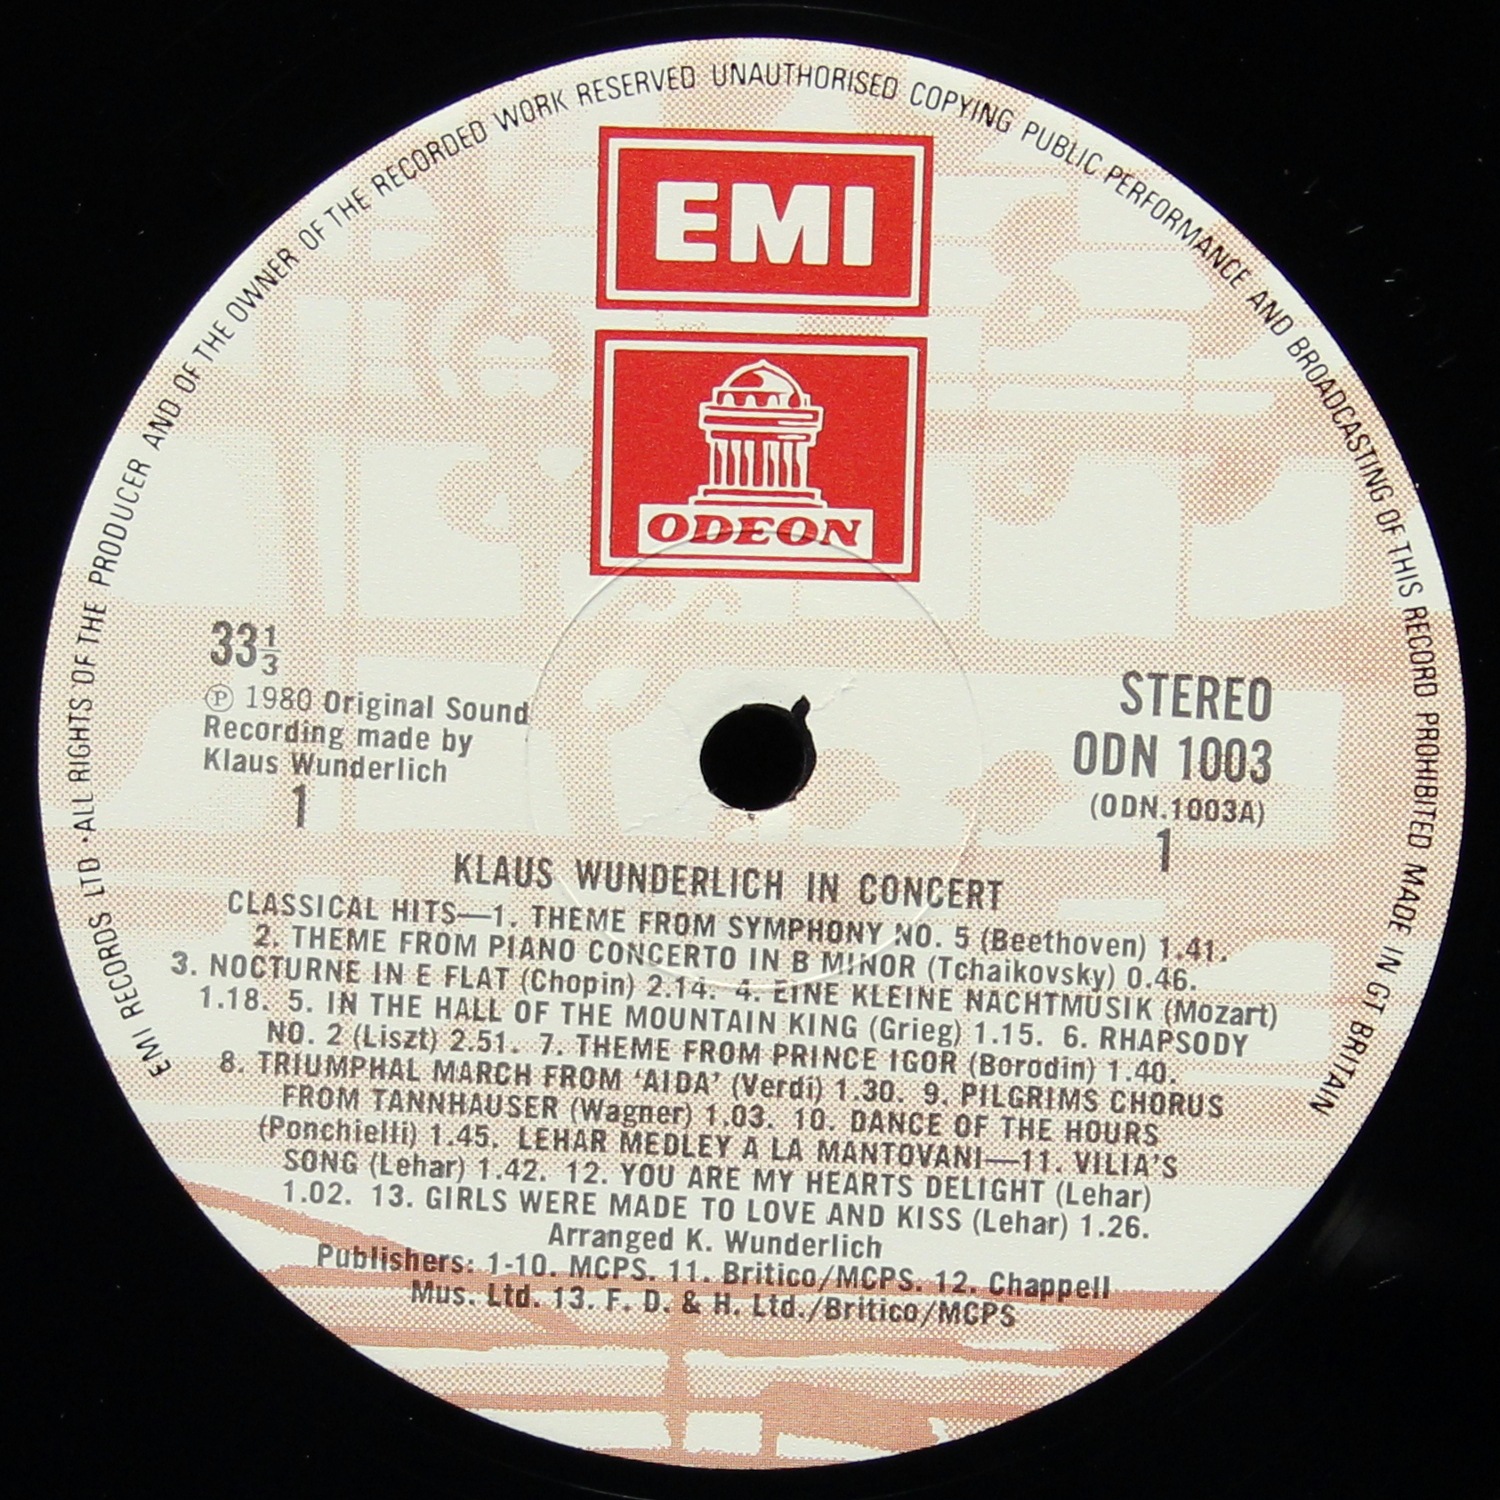 EMI RECORDS LTD · ALL RIGHTS OF THE PRODUCER AND OF THE OWNER OF THE RECORDED WORK RESERVED UNAUTHORISED COPYING PUBLIC PERFORMANCE AND BROADCASTING OF THIS RECORD PROHIBITED MADE IN GT BRITAIN
EMI
ODEON
33⅓
℗ 1980 Original Sound
Recording made by
Klaus Wunderlich
1
STEREO
ODN 1003
(ODN.1003A)
1
KLAUS WUNDERLICH IN CONCERT
CLASSICAL HITS—1. THEME FROM SYMPHONY NO. 5 (Beethoven) 1.41.
2. THEME FROM PIANO CONCERTO IN B MINOR (Tchaikovsky) 0.46.
3. NOCTURNE IN E FLAT (Chopin) 2.14. 4. EINE KLEINE NACHTMUSIK (Mozart)
1.18. 5. IN THE HALL OF THE MOUNTAIN KING (Grieg) 1.15. 6. RHAPSODY
NO. 2 (Liszt) 2.51. 7. THEME FROM PRINCE IGOR (Borodin) 1.40.
8. TRIUMPHAL MARCH FROM ‘AIDA’ (Verdi) 1.30. 9. PILGRIMS CHORUS
FROM TANNHAUSER (Wagner) 1.03. 10. DANCE OF THE HOURS
(Ponchielli) 1.45. LEHAR MEDLEY A LA MANTOVANI—11. VILIA’S
SONG (Lehar) 1.42. 12. YOU ARE MY HEARTS DELIGHT (Lehar)
1.02. 13. GIRLS WERE MADE TO LOVE AND KISS (Lehar) 1.26.
Arranged K. Wunderlich
Publishers: 1-10. MCPS. 11. Britico/MCPS. 12. Chappell
Mus. Ltd. 13. F. D. & H. Ltd./Britico/MCPS